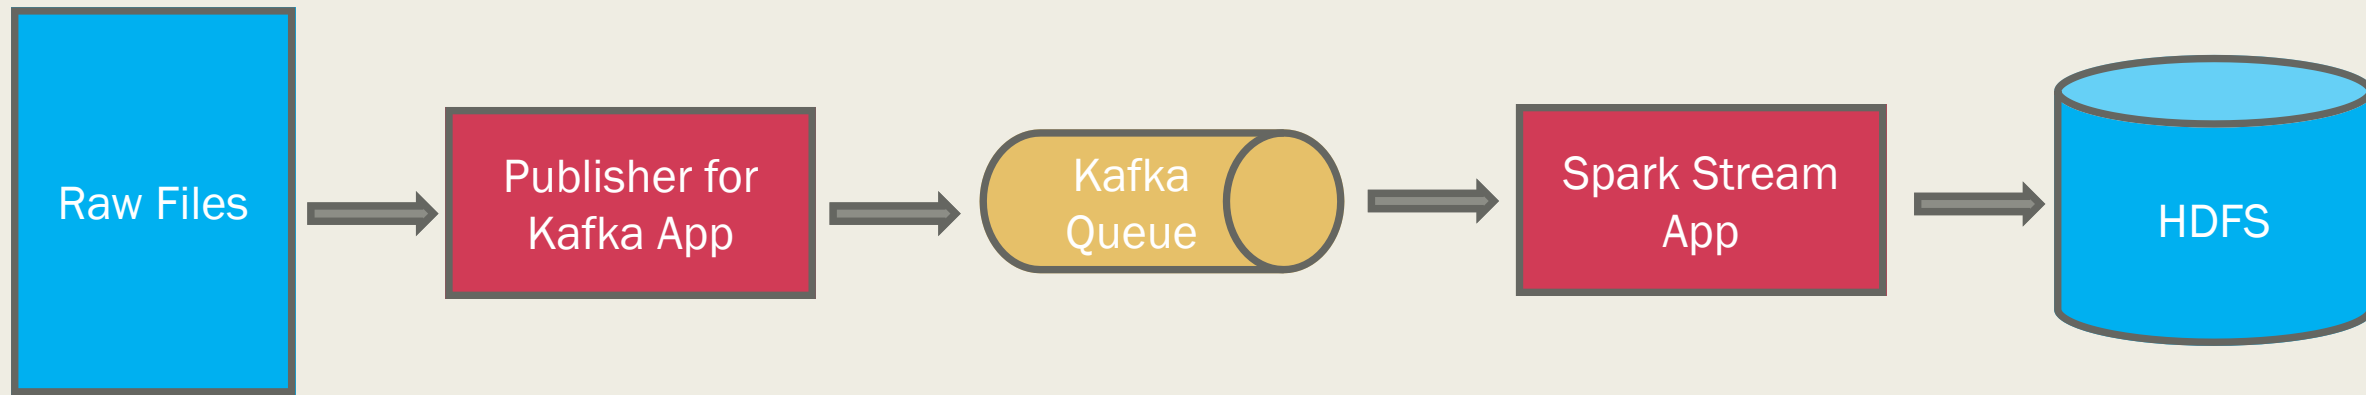 Raw Files
Publisher for
Kafka App
Kafka
Queue
Spark Stream
App
HDFS